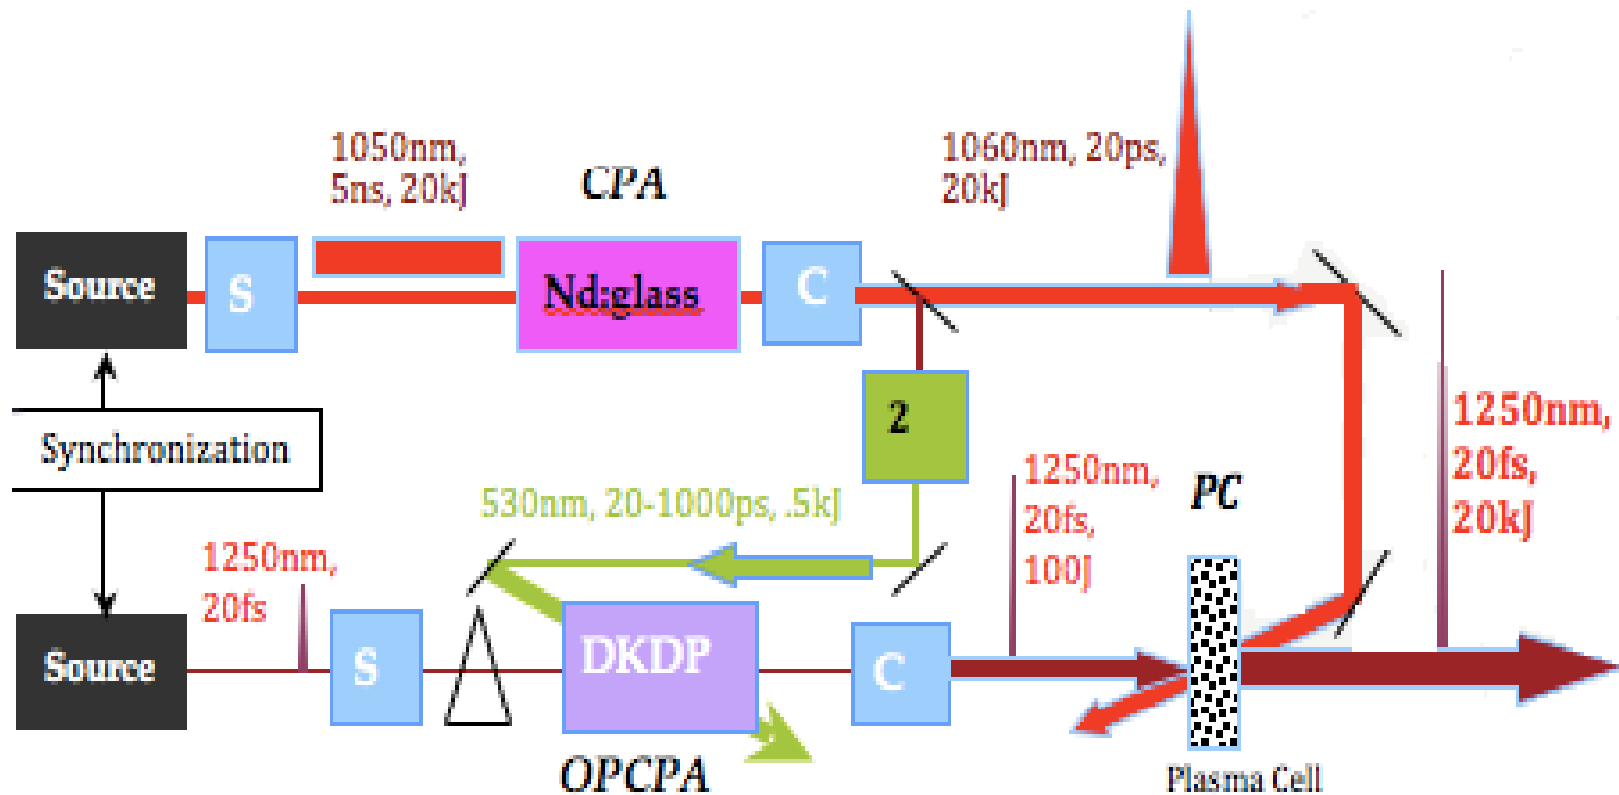 1050nm,
5ns, 20kJ
CPA
1060nm, 20ps,
20kJ
Source
S
Nd:glass
C
Synchronization
2
530nm, 20-1000ps, .5kJ
1250nm,
20fs
1250nm,
20fs,
100J
PC
1250nm,
20fs,
20kJ
Source
S
DKDP
C
OPCPA
Plasma Cell